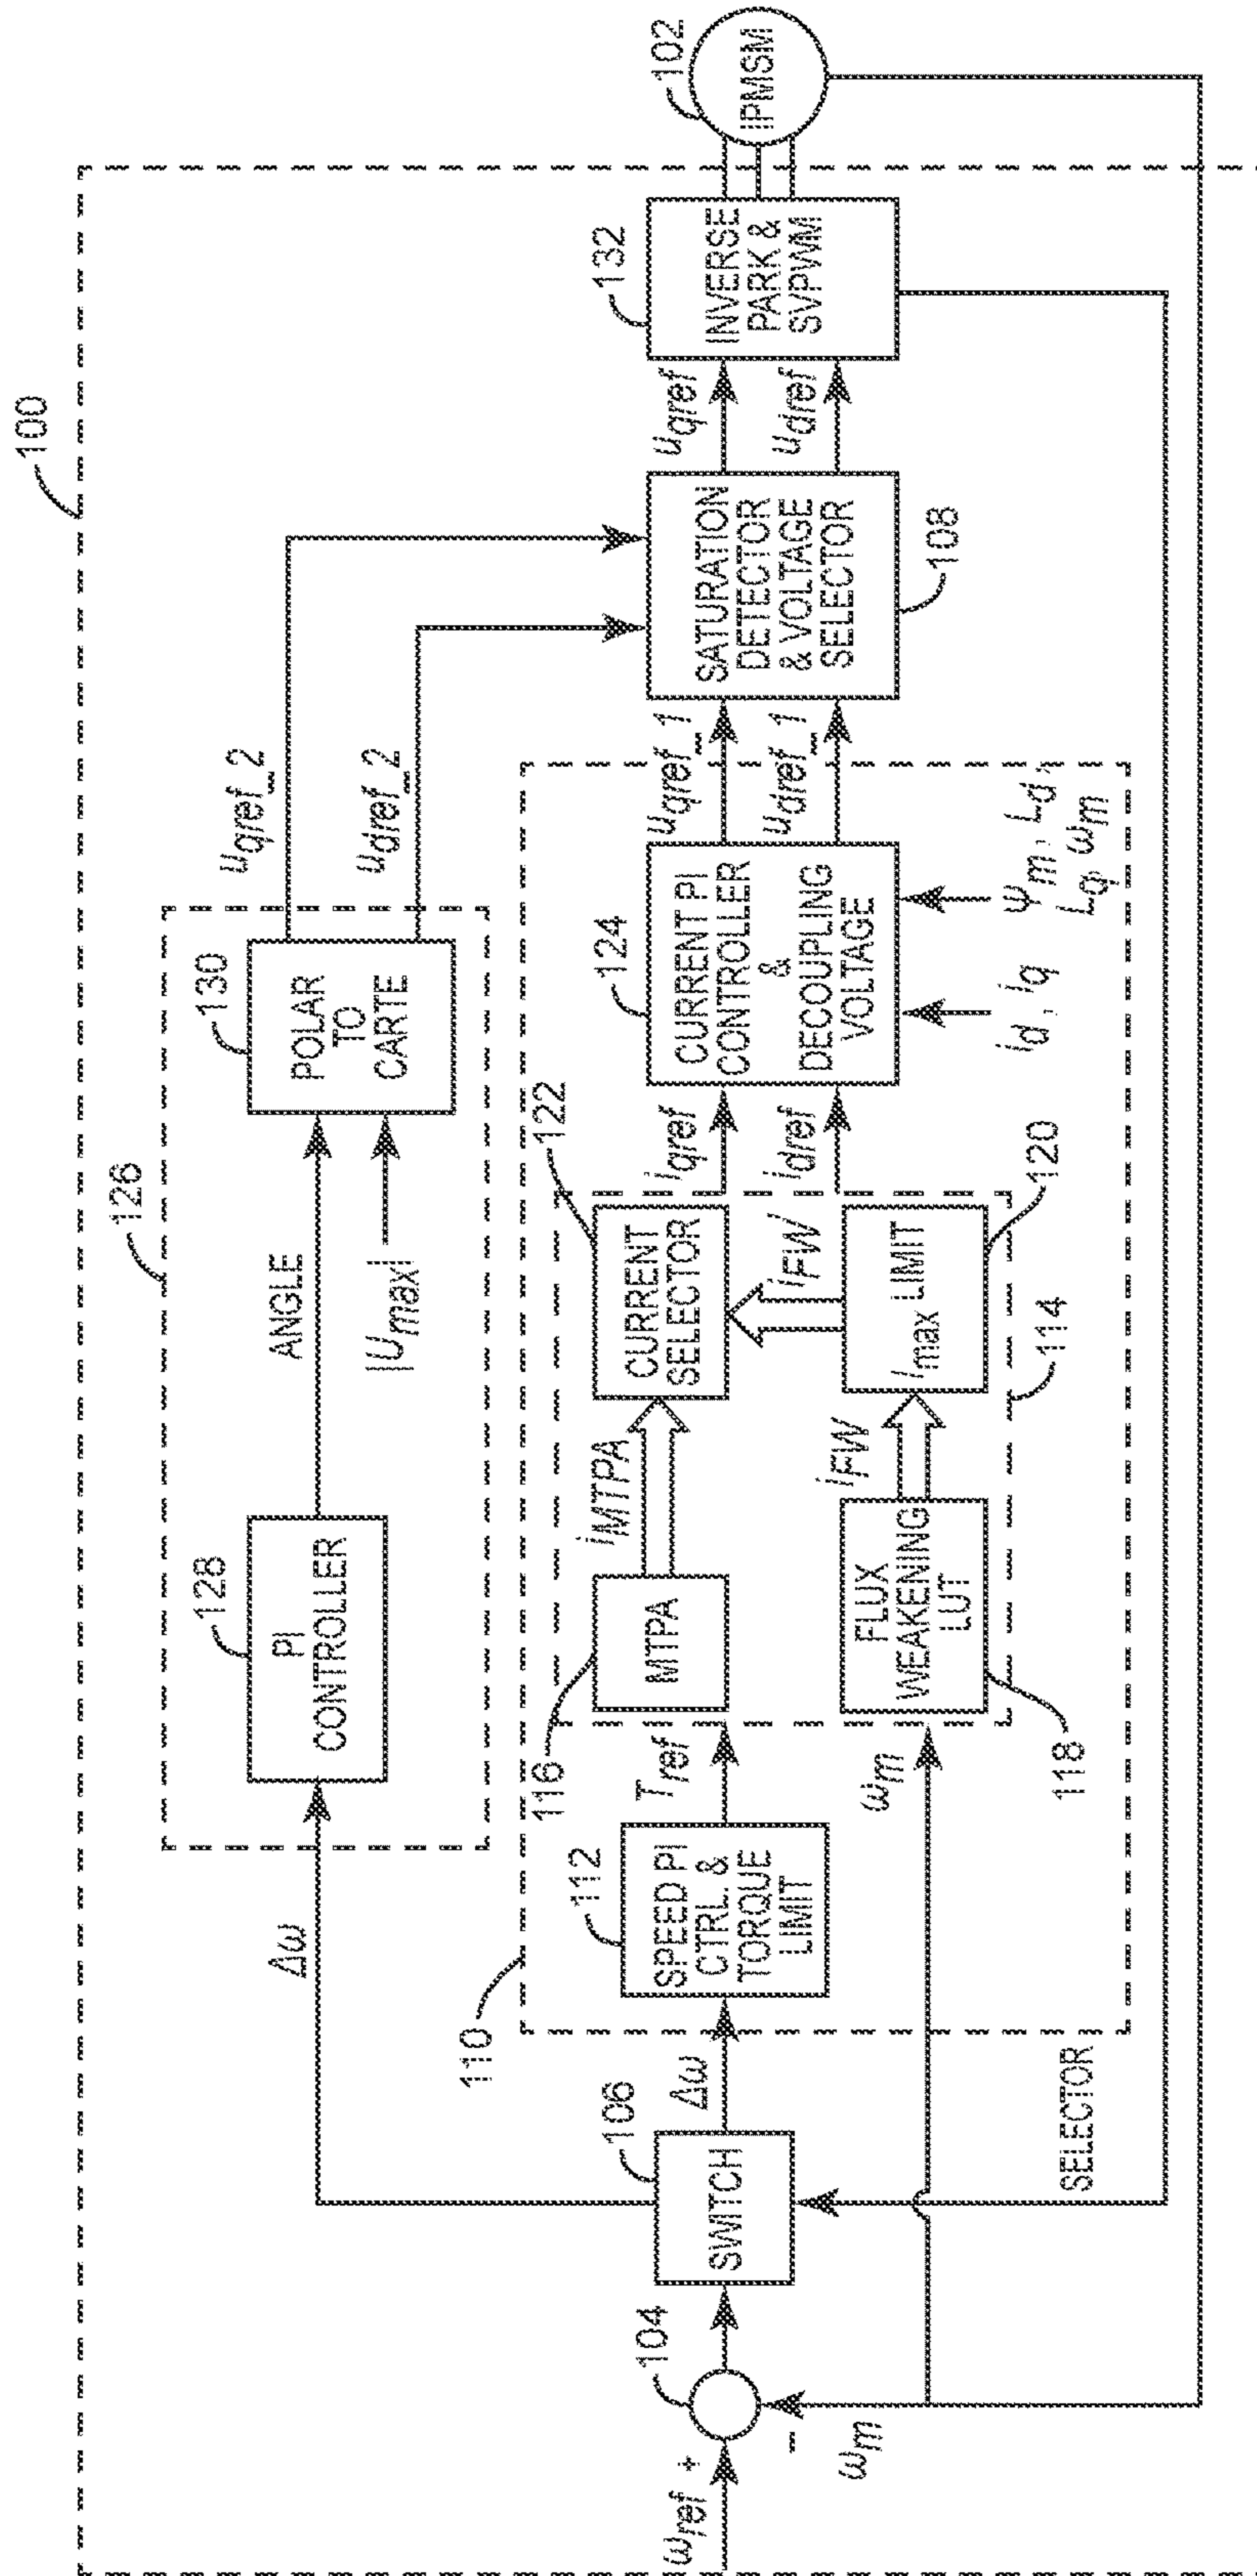 100
126
128
PI
CONTROLLER
ANGLE
|U_max|
130
POLAR
TO
CARTE
u_qref_2
u_dref_2
Δω
110
ω_ref +
104
−
ω_m
106
SWITCH
Δω
SELECTOR
112
SPEED PI
CTRL. &
TORQUE
LIMIT
T_ref
ω_m
116
MTPA
i_MTPA
122
CURRENT
SELECTOR
118
FLUX
WEAKENING
LUT
i_FW
i_FW
I_max LIMIT
120
114
i_qref
i_dref
124
CURRENT PI
CONTROLLER
&
DECOUPLING
VOLTAGE
i_d, i_q
Ψ_m, L_d,
L_q, ω_m
u_qref_1
u_dref_1
SATURATION
DETECTOR
& VOLTAGE
SELECTOR
108
u_qref
u_dref
132
INVERSE
PARK &
SVPWM
102
IPMSM